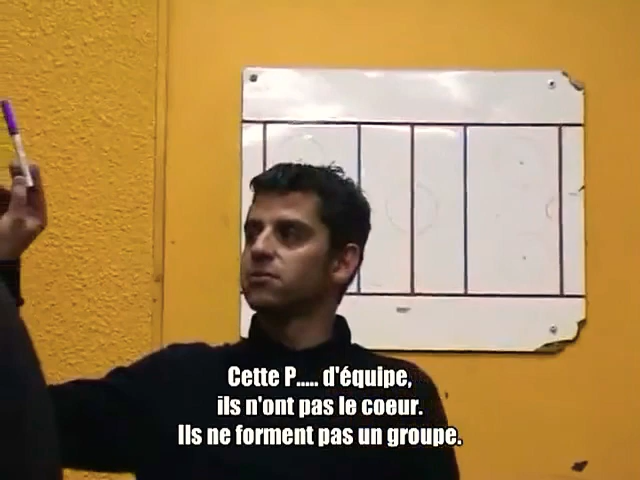 Cette P..... d'équipe,
ils n'ont pas le coeur.
Ils ne forment pas un groupe.